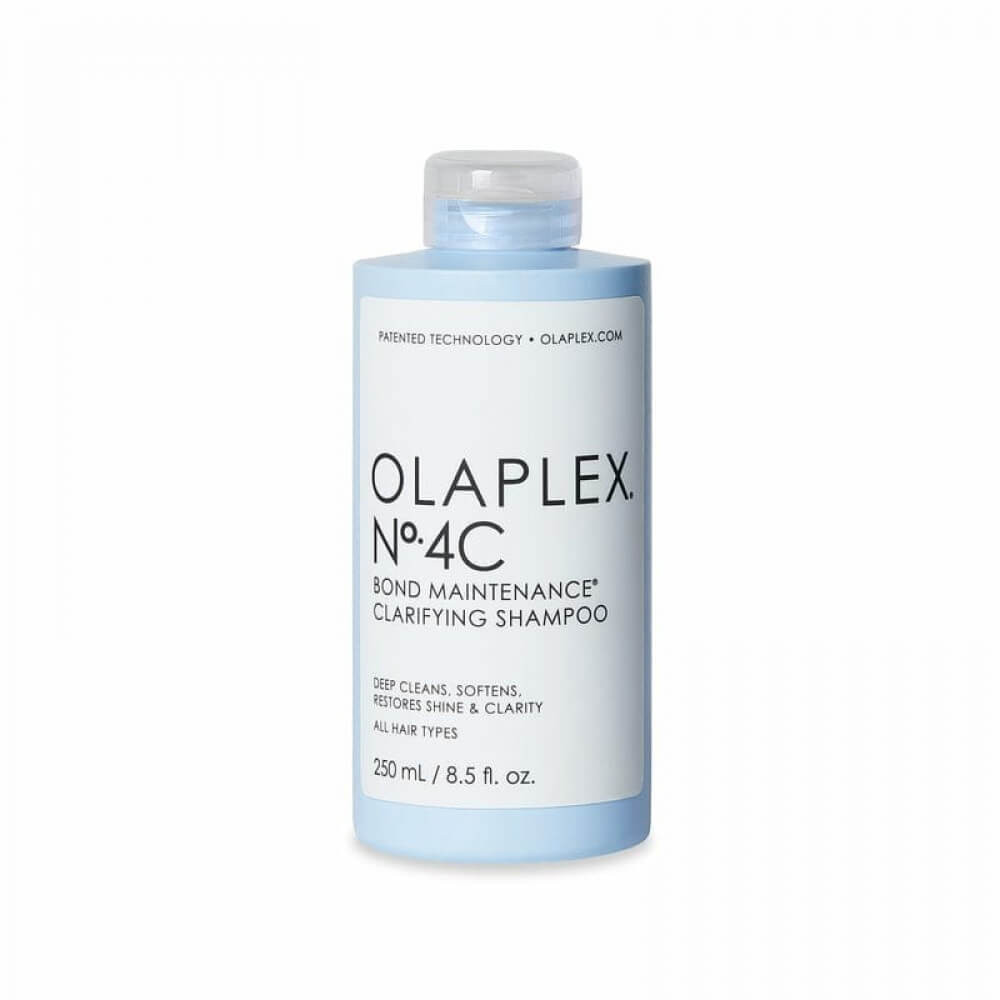 PATENTED TECHNOLOGY • OLAPLEX.COM
OLAPLEX.
Nº.4C
BOND MAINTENANCE®
CLARIFYING SHAMPOO
DEEP CLEANS, SOFTENS,
RESTORES SHINE & CLARITY
ALL HAIR TYPES
250 mL / 8.5 fl. oz.